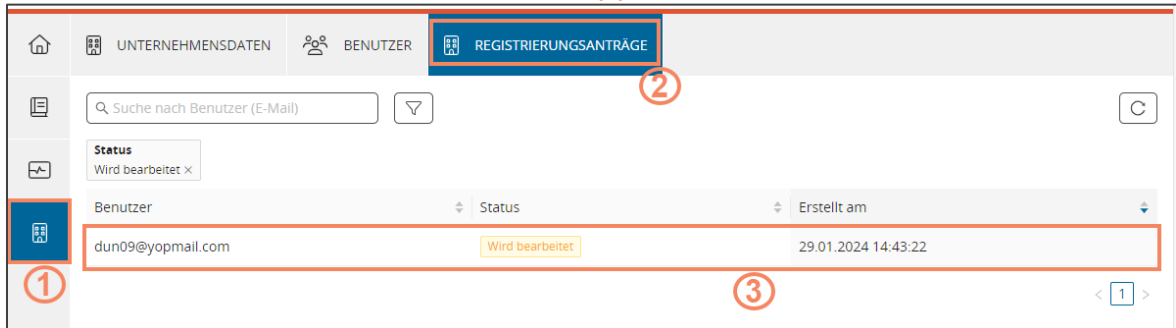 UNTERNEHMENSDATEN BENUTZER REGISTRIERUNGSANTRÄGE
2
Suche nach Benutzer (E-Mail)
Status
Wird bearbeitet ×
Benutzer Status Erstellt am
dun09@yopmail.com Wird bearbeitet 29.01.2024 14:43:22
1
3
< 1 >